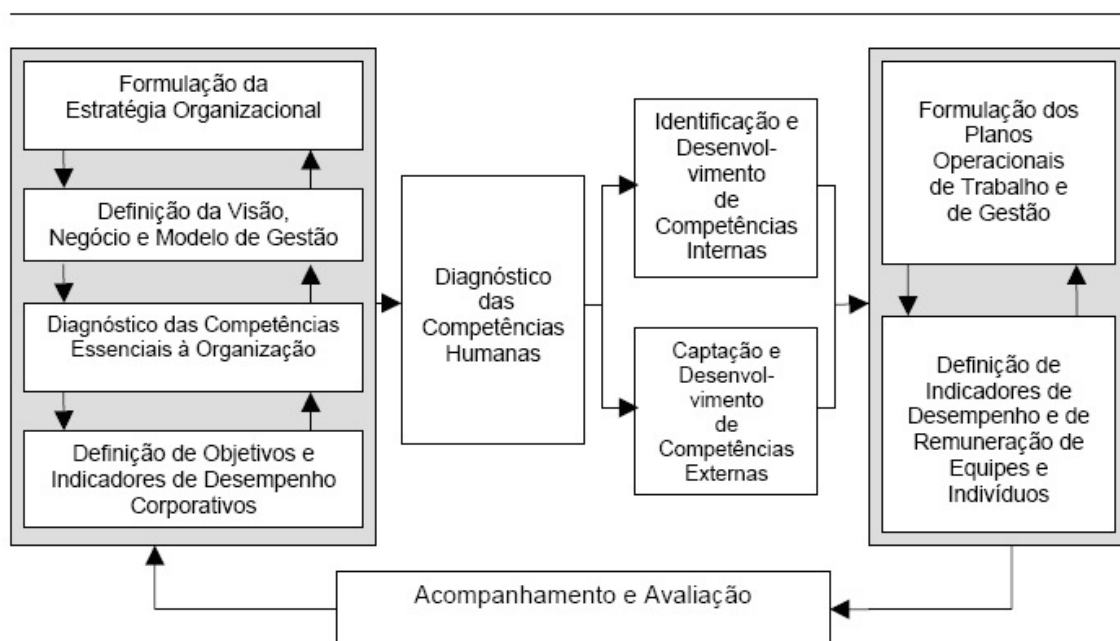 Formulação da
Estratégia Organizacional
Definição da Visão,
Negócio e Modelo de Gestão
Diagnóstico das Competências
Essenciais à Organização
Definição de Objetivos e
Indicadores de Desempenho
Corporativos
Diagnóstico
das
Competências
Humanas
Identificação e
Desenvol-
vimento
de
Competências
Internas
Captação e
Desenvol-
vimento
de
Competências
Externas
Formulação dos
Planos
Operacionais
de Trabalho e
de Gestão
Definição de
Indicadores de
Desempenho e de
Remuneração de
Equipes e
Indivíduos
Acompanhamento e Avaliação